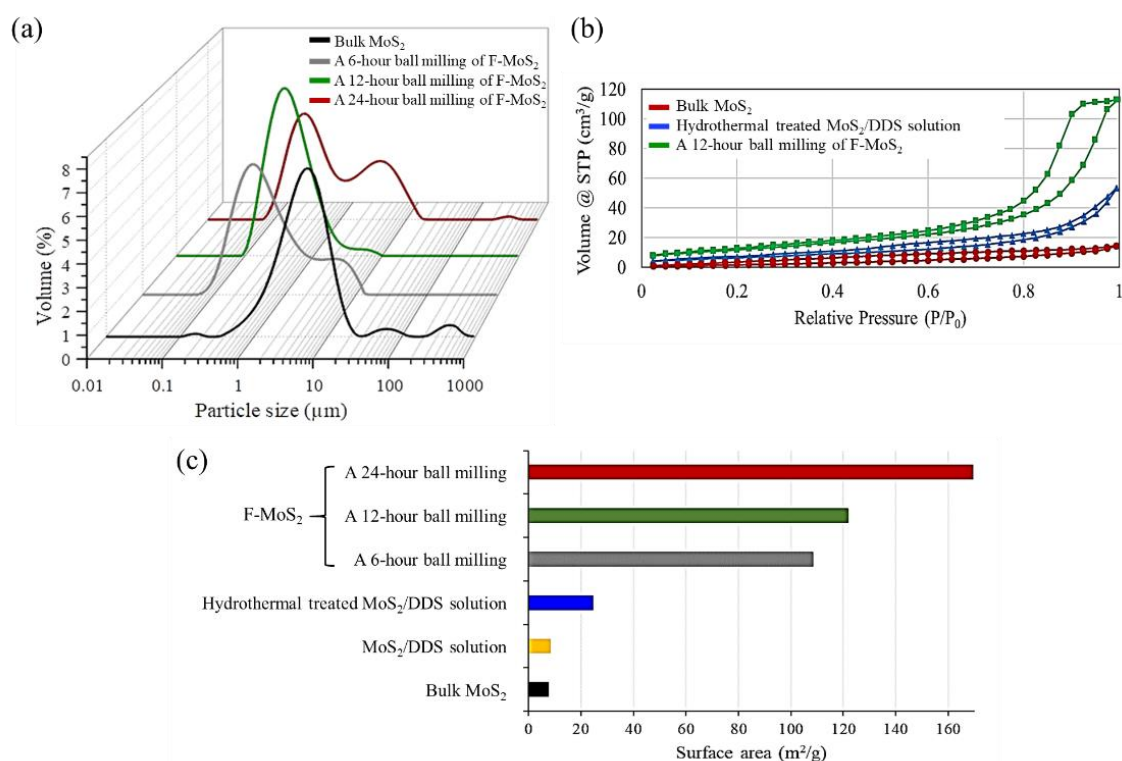 (a)
Bulk MoS₂
A 6-hour ball milling of F-MoS₂
A 12-hour ball milling of F-MoS₂
A 24-hour ball milling of F-MoS₂
Volume (%)
8
7
6
5
4
3
2
1
0
0.01 0.1 1 10 100 1000
Particle size (µm)
(b)
Bulk MoS₂
Hydrothermal treated MoS₂/DDS solution
A 12-hour ball milling of F-MoS₂
Volume @ STP (cm³/g)
120
100
80
60
40
20
0
0 0.2 0.4 0.6 0.8 1
Relative Pressure (P/P₀)
(c)
F-MoS₂
A 24-hour ball milling
A 12-hour ball milling
A 6-hour ball milling
Hydrothermal treated MoS₂/DDS solution
MoS₂/DDS solution
Bulk MoS₂
0 20 40 60 80 100 120 140 160
Surface area (m²/g)